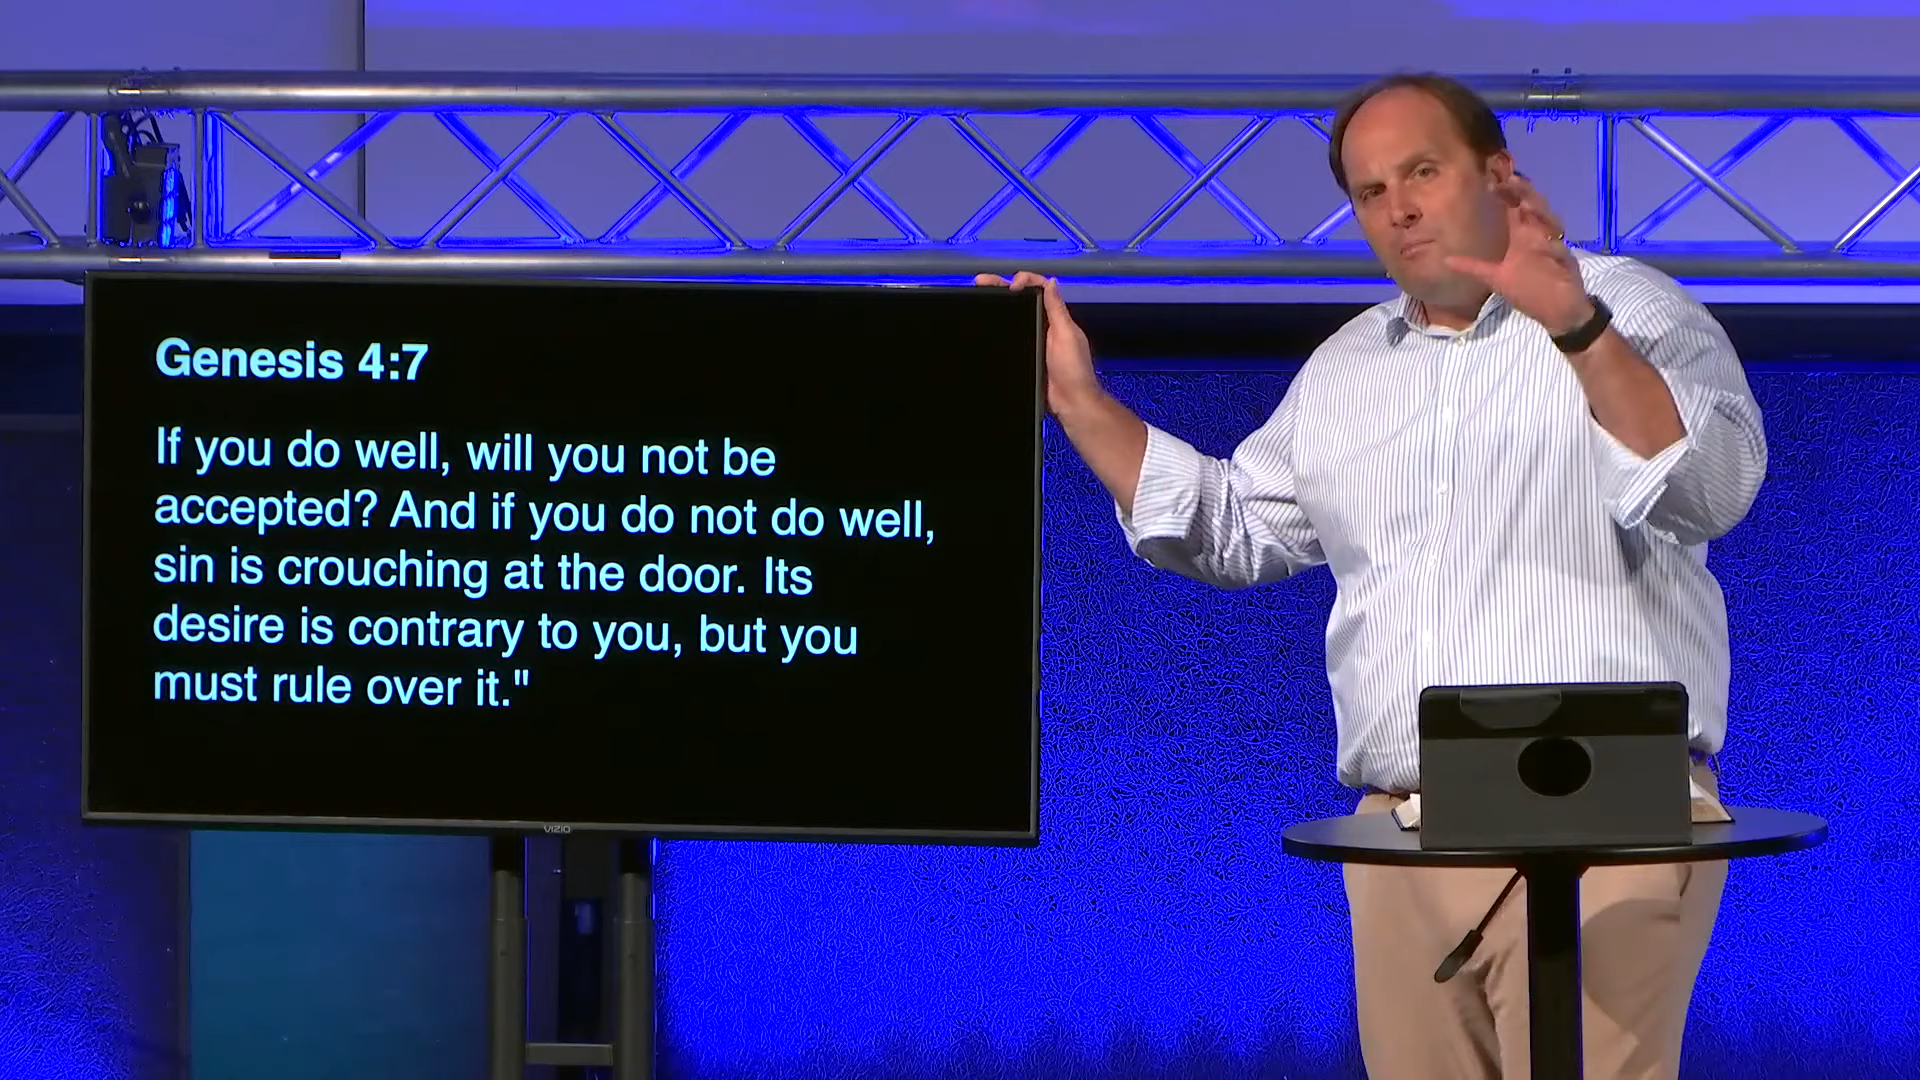 Genesis 4:7
If you do well, will you not be
accepted? And if you do not do well,
sin is crouching at the door. Its
desire is contrary to you, but you
must rule over it."
VIZIO